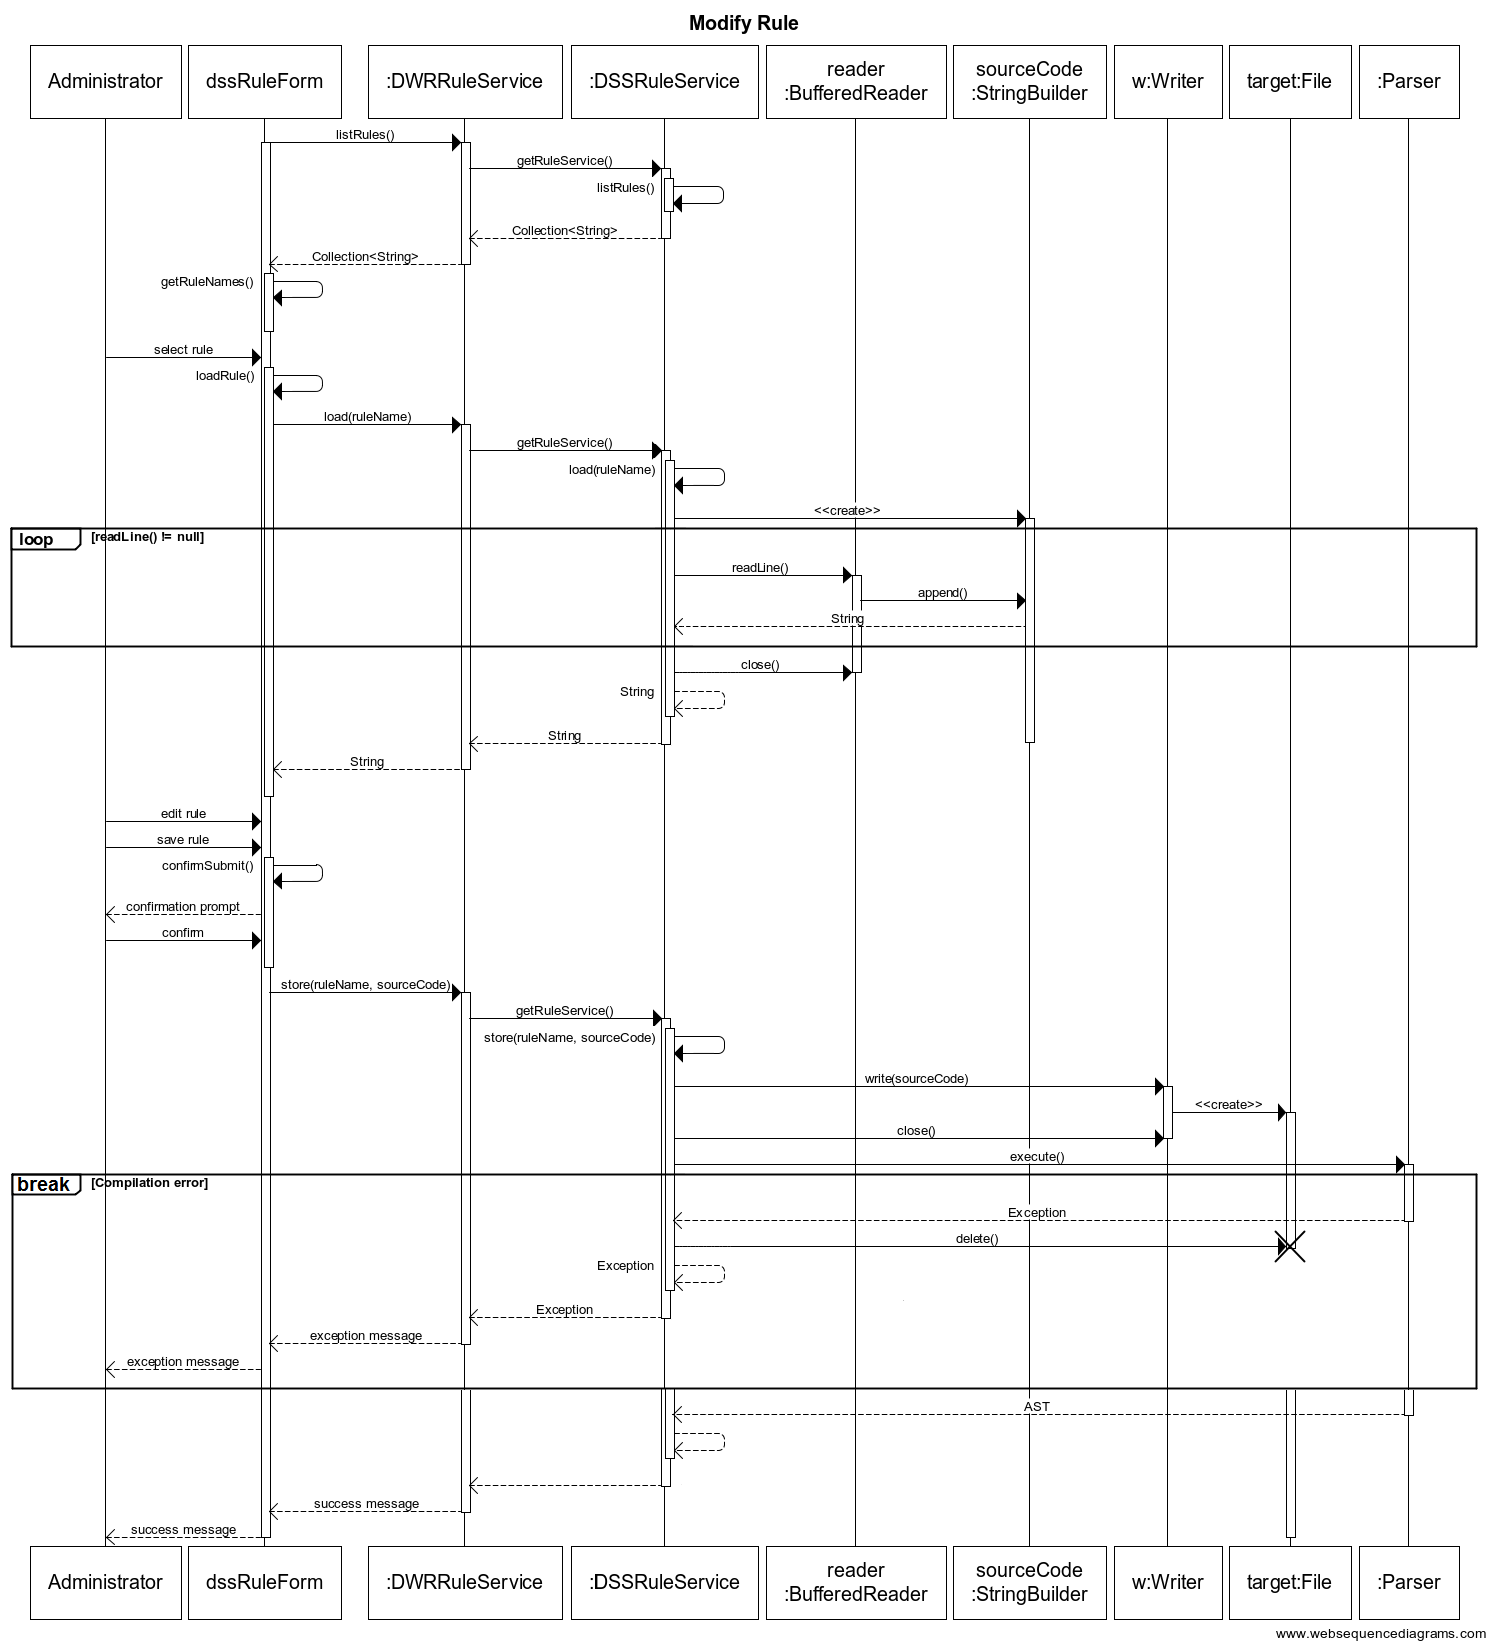 Modify Rule
Administrator
dssRuleForm
:DWRRuleService
:DSSRuleService
reader
:BufferedReader
sourceCode
:StringBuilder
w:Writer
target:File
:Parser
listRules()
getRuleService()
listRules()
Collection<String>
Collection<String>
getRuleNames()
select rule
loadRule()
load(ruleName)
getRuleService()
load(ruleName)
<<create>>
loop
[readLine() != null]
readLine()
append()
String
close()
String
String
String
edit rule
save rule
confirmSubmit()
confirmation prompt
confirm
store(ruleName, sourceCode)
getRuleService()
store(ruleName, sourceCode)
write(sourceCode)
<<create>>
close()
execute()
break
[Compilation error]
Exception
delete()
Exception
Exception
exception message
exception message
AST
success message
success message
Administrator
dssRuleForm
:DWRRuleService
:DSSRuleService
reader
:BufferedReader
sourceCode
:StringBuilder
w:Writer
target:File
:Parser
www.websequencediagrams.com